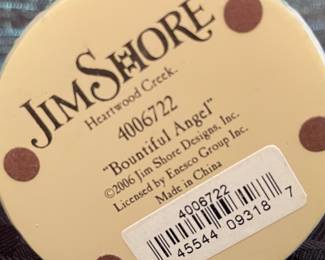 JIM SHORE
Heartwood Creek.
4006722
"Bountiful Angel"
©2006 Jim Shore Designs, Inc.
Licensed by Enesco Group Inc.
Made in China
4006722
45544 09318 7